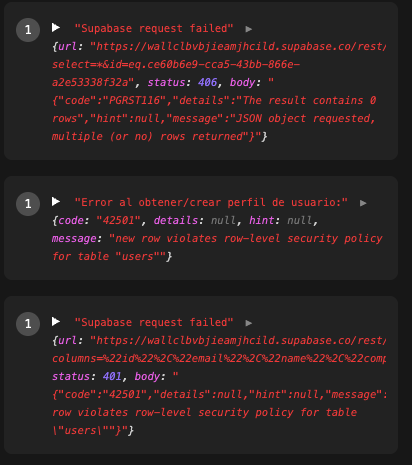 1 "Supabase request failed"
{url: "https://wallclbvbjieamjhcild.supabase.co/rest/
select=*&id=eq.ce60b6e9-cca5-43bb-866e-
a2e53338f32a", status: 406, body: "
{"code":"PGRST116","details":"The result contains 0
rows","hint":null,"message":"JSON object requested,
multiple (or no) rows returned"}"}
1 "Error al obtener/crear perfil de usuario:"
{code: "42501", details: null, hint: null,
message: "new row violates row-level security policy
for table "users""}
1 "Supabase request failed"
{url: "https://wallclbvbjieamjhcild.supabase.co/rest/
columns=%22id%22%2C%22email%22%2C%22name%22%2C%22comp
status: 401, body: "
{"code":"42501","details":null,"hint":null,"message":
row violates row-level security policy for table
\"users\""}"}